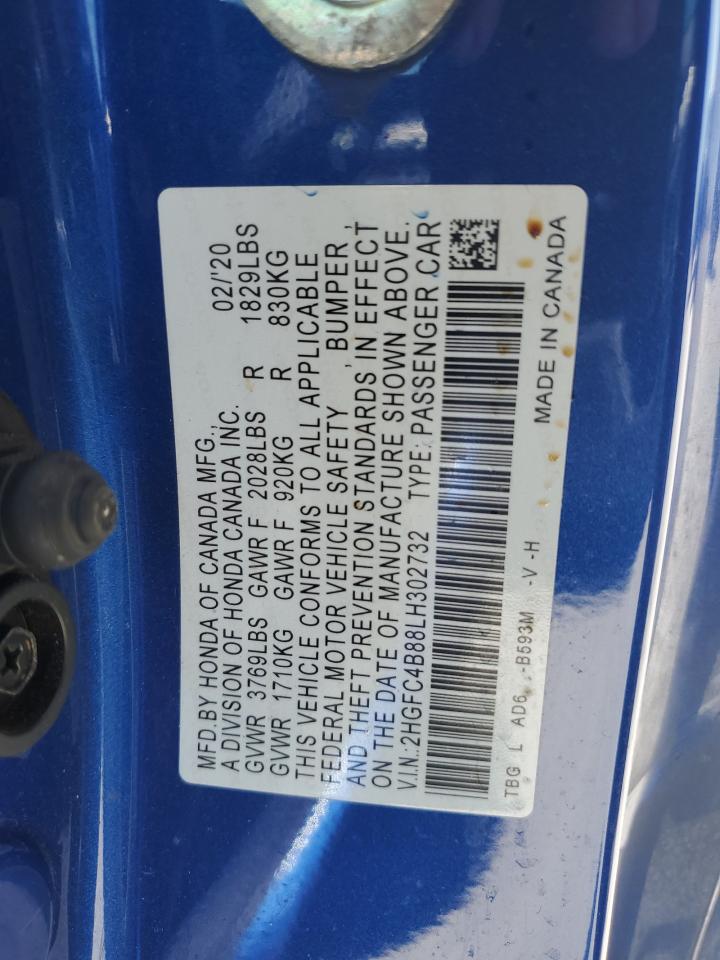 MFD.BY HONDA OF CANADA MFG., 02/'20
A DIVISION OF HONDA CANADA INC.
GVWR 3769LBS GAWR F 2028LBS R 1829LBS
GVWR 1710KG GAWR F 920KG R 830KG
THIS VEHICLE CONFORMS TO ALL APPLICABLE
FEDERAL MOTOR VEHICLE SAFETY , BUMPER ,
AND THEFT PREVENTION STANDARDS IN EFFECT
ON THE DATE OF MANUFACTURE SHOWN ABOVE.
V.I.N.: 2HGFC4B88LH302732 TYPE: PASSENGER CAR
TBG L AD6 -B593M -V -H MADE IN CANADA